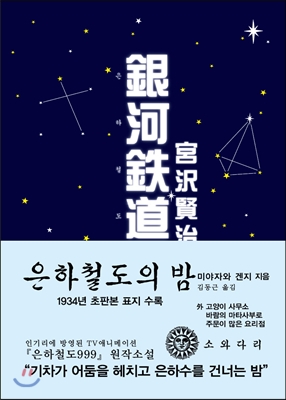 銀河鉄道
은하철도
宮沢賢治
은하철도의 밤
미야자와 겐지 지음
김동근 옮김
1934년 초판본 표지 수록
外 고양이 사무소
바람의 마타사부로
주문이 많은 요리점
소와다리
인기리에 방영된 TV애니메이션
『은하철도999』 원작소설
“기차가 어둠을 헤치고 은하수를 건너는 밤”